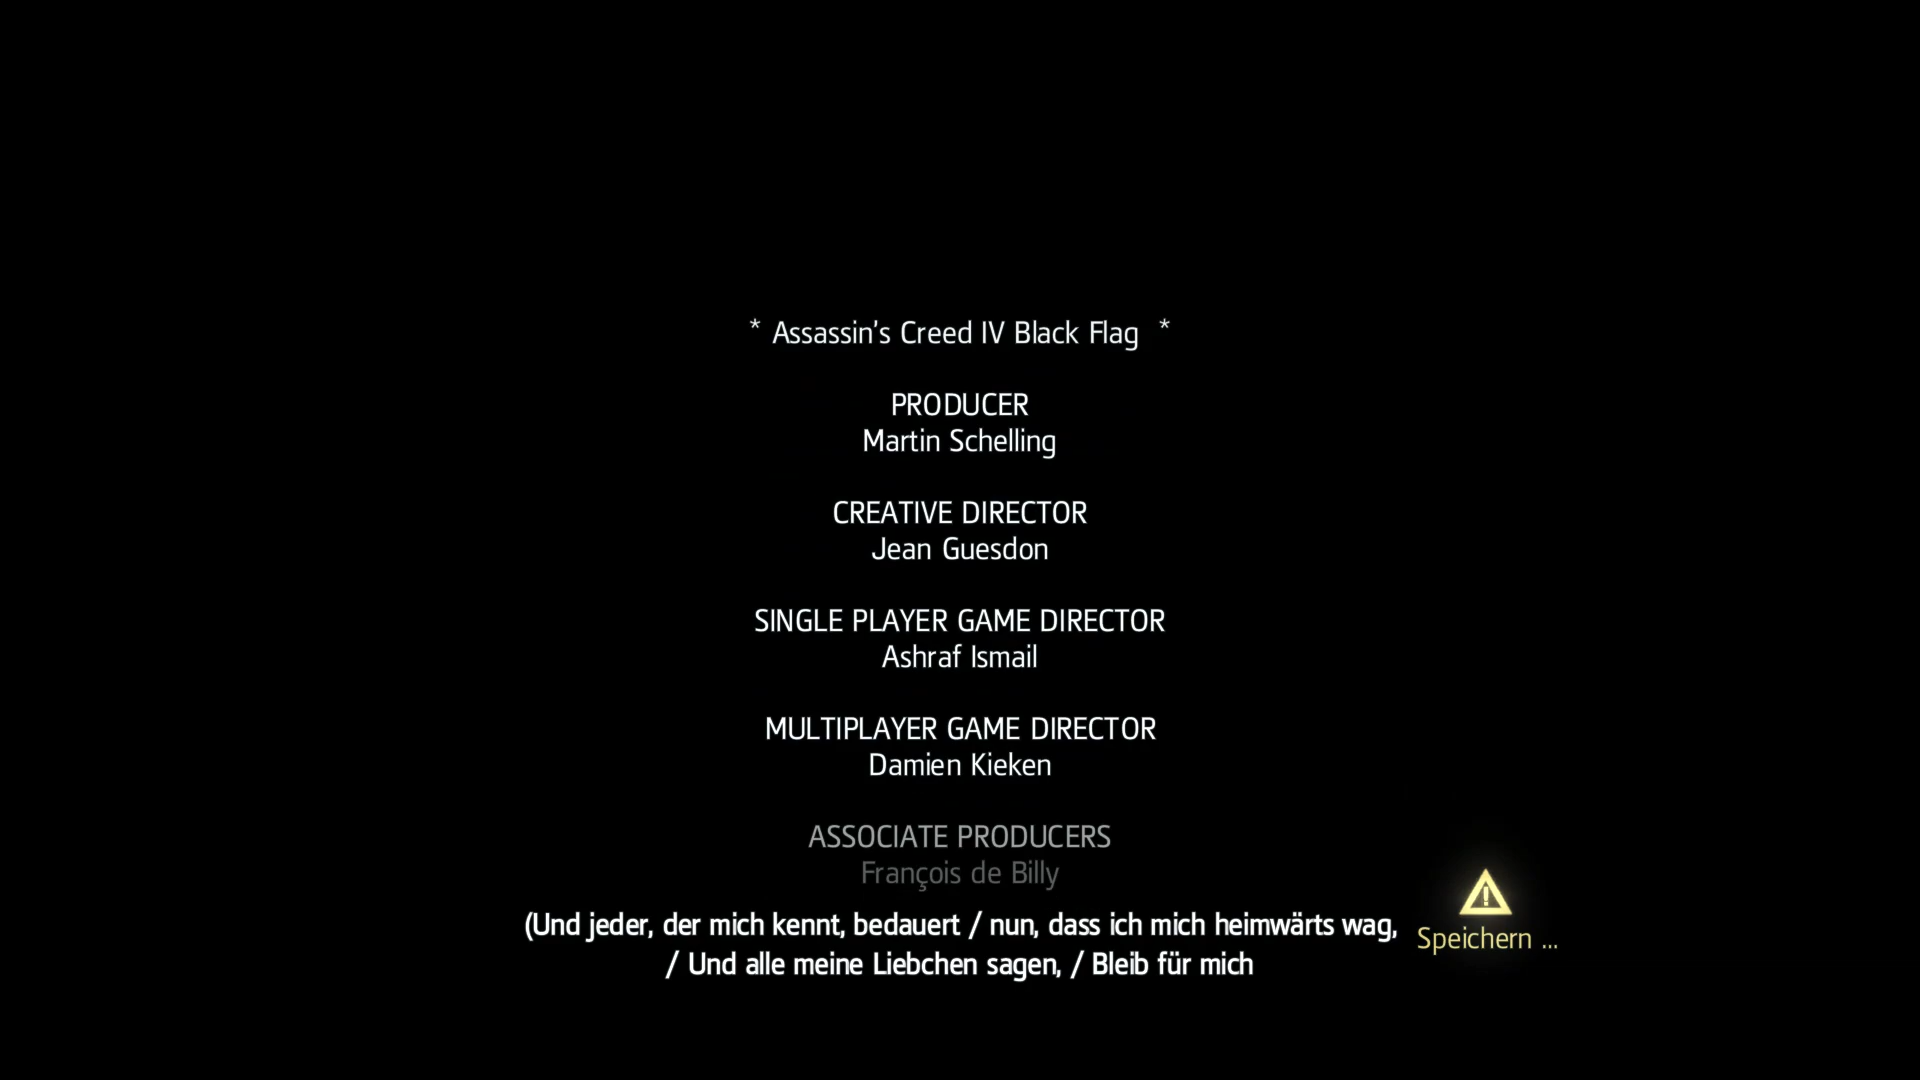 * Assassin's Creed IV Black Flag *
PRODUCER
Martin Schelling
CREATIVE DIRECTOR
Jean Guesdon
SINGLE PLAYER GAME DIRECTOR
Ashraf Ismail
MULTIPLAYER GAME DIRECTOR
Damien Kieken
ASSOCIATE PRODUCERS
François de Billy
(Und jeder, der mich kennt, bedauert / nun, dass ich mich heimwärts wag,
/ Und alle meine Liebchen sagen, / Bleib für mich
Speichern ...